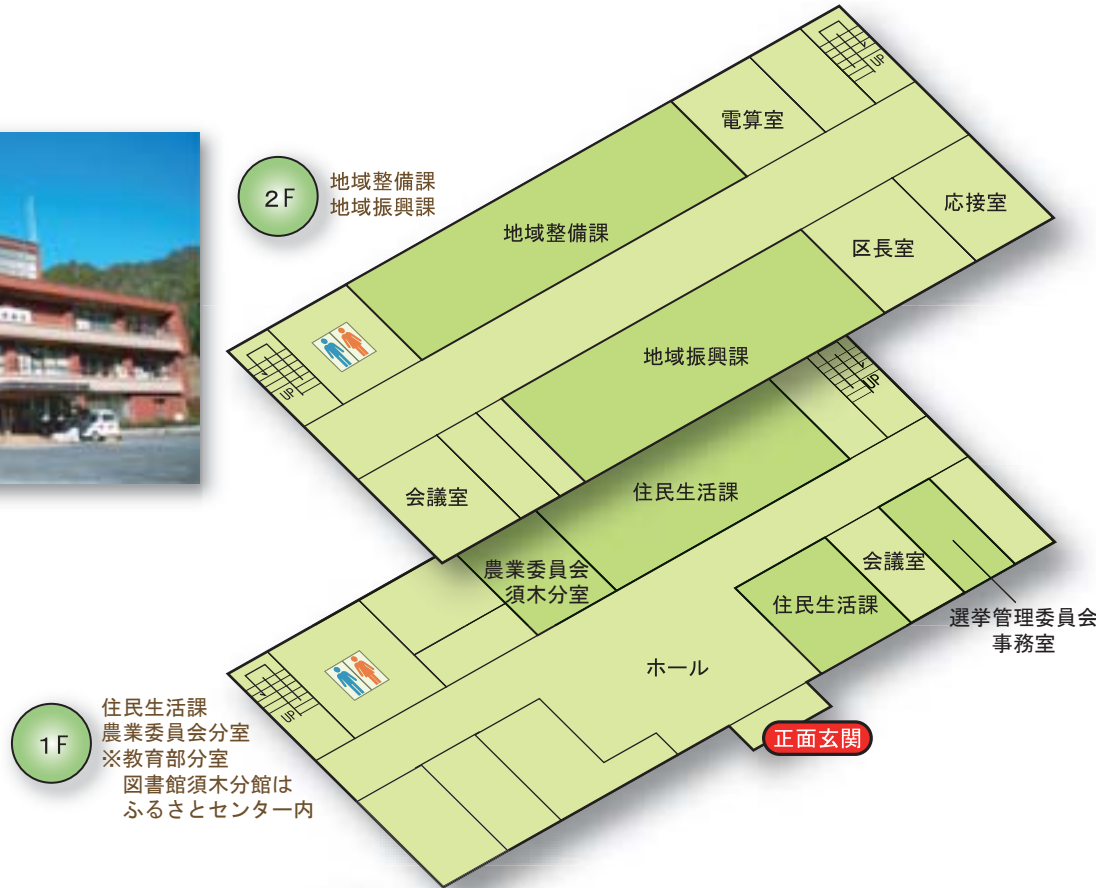 2F
地域整備課
地域振興課
電算室
UP
地域整備課
応接室
区長室
地域振興課
UP
会議室
UP
住民生活課
農業委員会
須木分室
会議室
住民生活課
選挙管理委員会
事務室
ホール
UP
正面玄関
1F
住民生活課
農業委員会分室
※教育部分室
図書館須木分館は
ふるさとセンター内